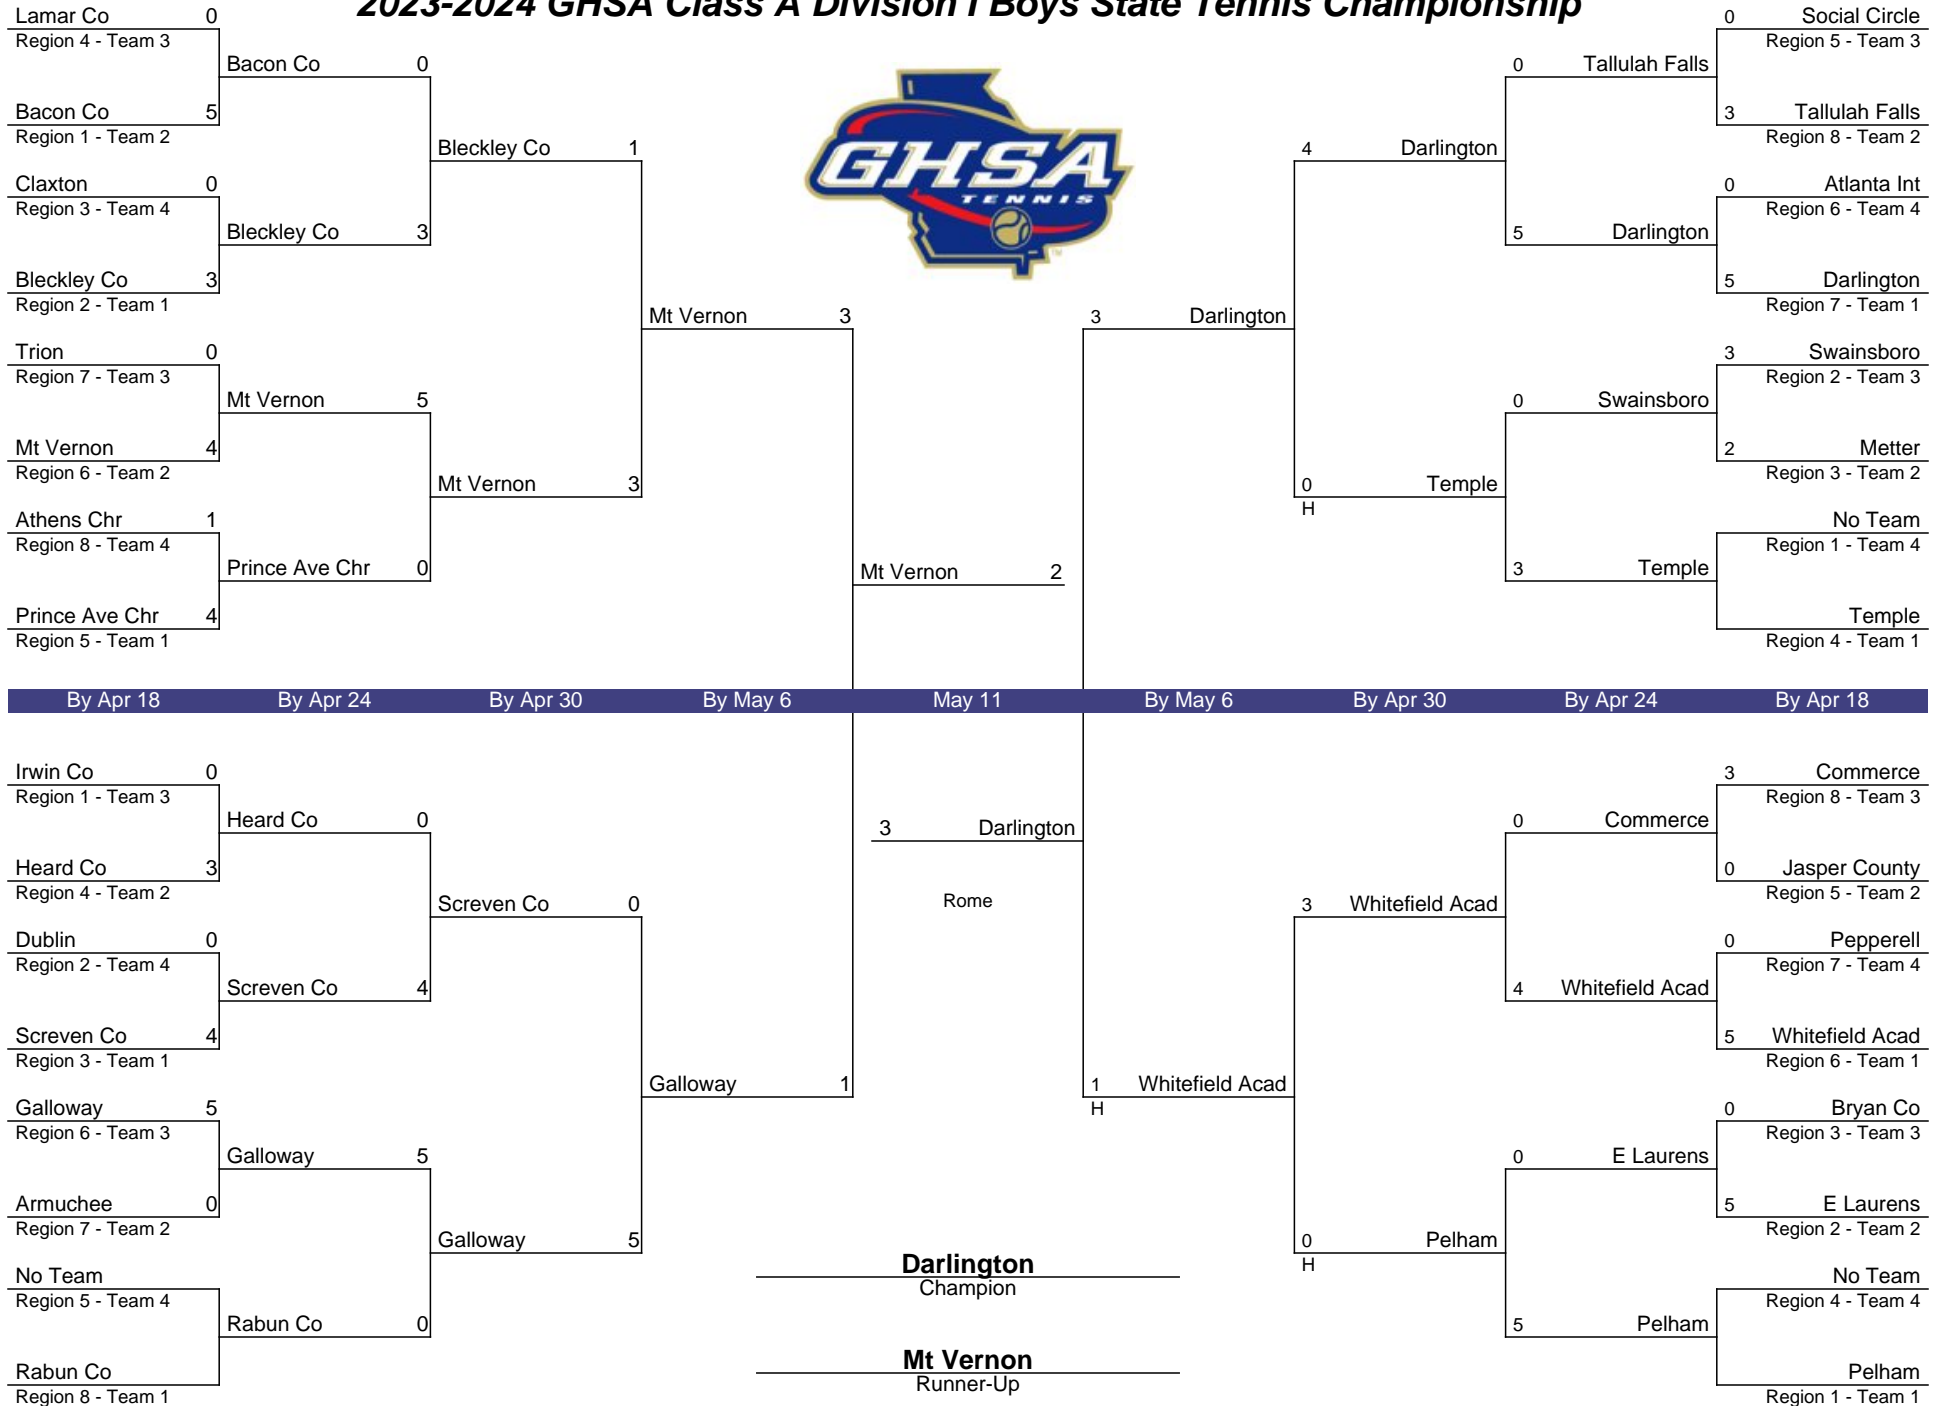 2023-2024 GHSA Class A Division I Boys State Tennis Championship
Lamar Co 0
Region 4 - Team 3
Bacon Co 5
Region 1 - Team 2
Claxton 0
Region 3 - Team 4
Bleckley Co 3
Region 2 - Team 1
Trion 0
Region 7 - Team 3
Mt Vernon 4
Region 6 - Team 2
Athens Chr 1
Region 8 - Team 4
Prince Ave Chr 4
Region 5 - Team 1
Bacon Co 0
Bleckley Co 3
Mt Vernon 5
Prince Ave Chr 0
Bleckley Co 1
Mt Vernon 3
Mt Vernon 3
Mt Vernon 2
GHSA
TENNIS
TM
3 Darlington
4 Darlington
0 Temple
H
0 Tallulah Falls
5 Darlington
0 Swainsboro
3 Temple
0 Social Circle
Region 5 - Team 3
3 Tallulah Falls
Region 8 - Team 2
0 Atlanta Int
Region 6 - Team 4
5 Darlington
Region 7 - Team 1
3 Swainsboro
Region 2 - Team 3
2 Metter
Region 3 - Team 2
No Team
Region 1 - Team 4
Temple
Region 4 - Team 1
By Apr 18 By Apr 24 By Apr 30 By May 6 May 11 By May 6 By Apr 30 By Apr 24 By Apr 18
Irwin Co 0
Region 1 - Team 3
Heard Co 3
Region 4 - Team 2
Dublin 0
Region 2 - Team 4
Screven Co 4
Region 3 - Team 1
Galloway 5
Region 6 - Team 3
Armuchee 0
Region 7 - Team 2
No Team
Region 5 - Team 4
Rabun Co
Region 8 - Team 1
Heard Co 0
Screven Co 4
Galloway 5
Rabun Co 0
Screven Co 0
Galloway 5
Galloway 1
3 Darlington
Rome
1 Whitefield Acad
H
3 Whitefield Acad
0 Pelham
H
0 Commerce
4 Whitefield Acad
0 E Laurens
5 Pelham
3 Commerce
Region 8 - Team 3
0 Jasper County
Region 5 - Team 2
0 Pepperell
Region 7 - Team 4
5 Whitefield Acad
Region 6 - Team 1
0 Bryan Co
Region 3 - Team 3
5 E Laurens
Region 2 - Team 2
No Team
Region 4 - Team 4
Pelham
Region 1 - Team 1
Darlington
Champion
Mt Vernon
Runner-Up